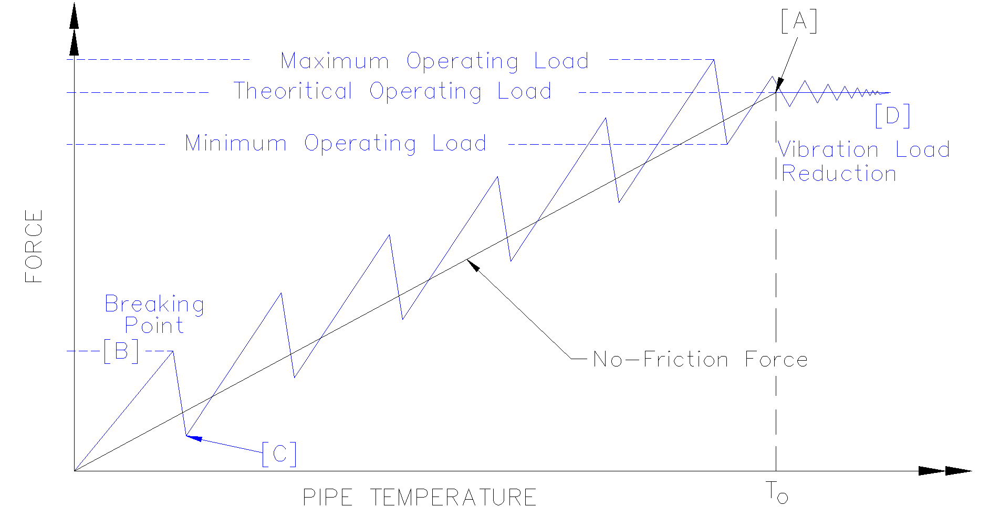 [A]
Maximum Operating Load
Theoritical Operating Load
[D]
Minimum Operating Load
Vibration Load
Reduction
FORCE
Breaking
Point
[B]
No-Friction Force
[C]
PIPE TEMPERATURE
To